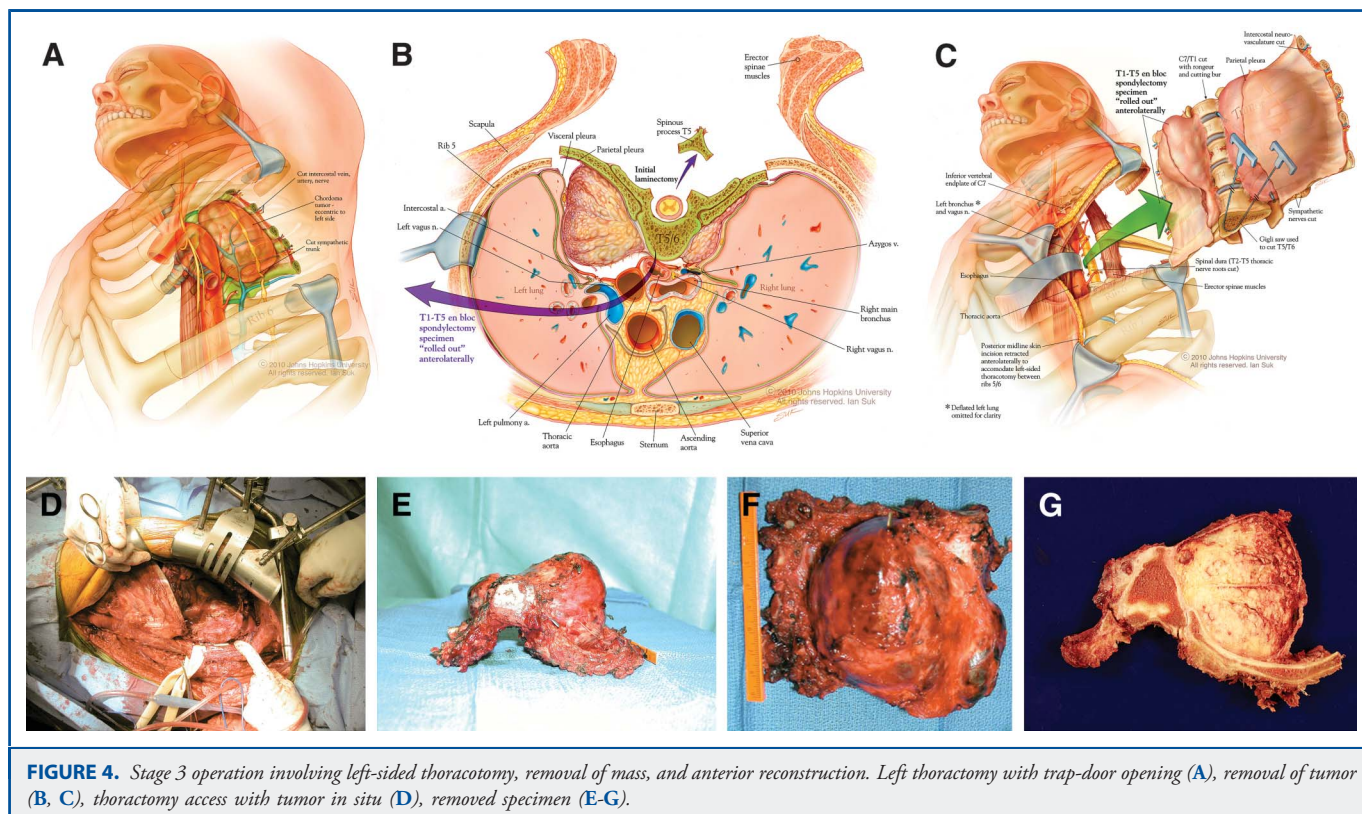 A
Cut intercostal vein,
artery, nerve
Chordoma
tumor -
eccentric to
left side
Cut sympathetic
trunk
Rib 6
© 2010 Johns Hopkins University
All rights reserved. Ian Suk
B
Erector
spinae
muscles
Scapula
Rib 5
Visceral pleura
Parietal pleura
Spinous
process T5
Initial
laminectomy
Intercostal a.
Left vagus n.
T5/6
Azygos v.
Left lung
Right lung
T1-T5 en bloc
spondylectomy
specimen
"rolled out"
anterolaterally
Right main
bronchus
Right vagus n.
© 2010 Johns Hopkins University
All rights reserved. Ian Suk
Left pulmony a.
Thoracic
aorta
Esophagus
Sternum
Ascending
aorta
Superior
vena cava
C
Intercostal neuro-
vasculature cut
C7/T1 cut
with rongeur
and cutting bur
Parietal pleura
T1-T5 en bloc
spondylectomy
specimen
"rolled out"
anterolaterally
Inferior vertebral
endplate of C7
Left bronchus *
and vagus n.
Sympathetic
nerves cut
Gigli saw used
to cut T5/T6
Esophagus
Spinal dura (T2-T5 thoracic
nerve roots cut)
Erector spinae muscles
Thoracic aorta
Posterior midline skin
incision retracted
anterolaterally to
accomodate left-sided
thoracotomy between
ribs 5/6
© 2010 Johns Hopkins University
All rights reserved. Ian Suk
* Deflated left lung
omitted for clarity
D
E
F
G
FIGURE 4. Stage 3 operation involving left-sided thoracotomy, removal of mass, and anterior reconstruction. Left thoractomy with trap-door opening (A), removal of tumor
(B, C), thoractomy access with tumor in situ (D), removed specimen (E-G).